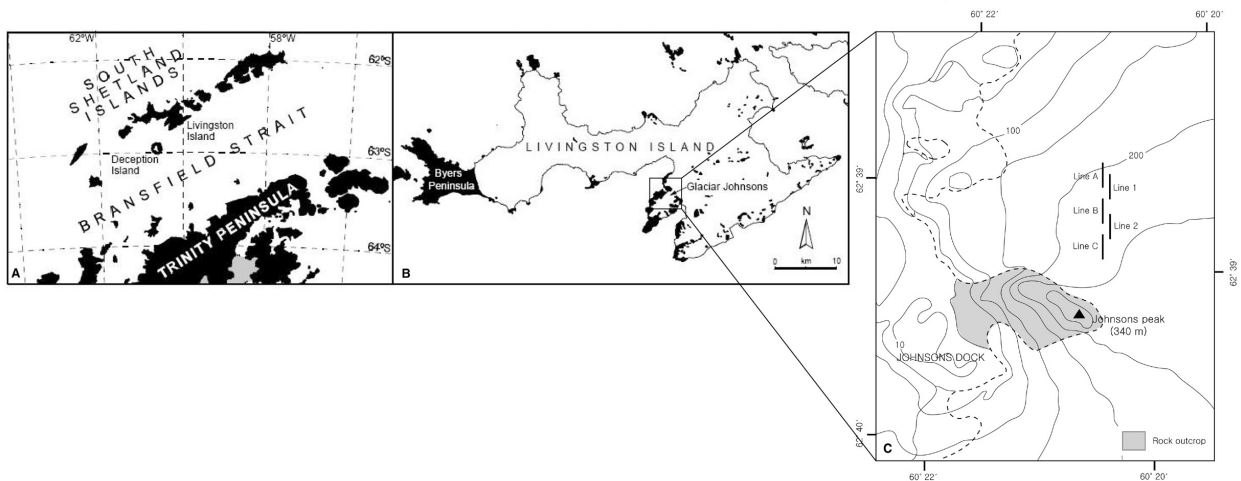 62°W
58°W
62°S
63°S
64°S
SOUTH
SHETLAND
ISLANDS
Livingston
Island
Deception
Island
BRANSFIELD STRAIT
TRINITY PENINSULA
A
LIVINGSTON ISLAND
Byers
Peninsula
Glaciar Johnsons
N
0 km 10
B
60° 22′
60° 20′
62° 39′
100
200
Line A
Line 1
Line B
Line 2
Line C
62° 39′
Johnsons peak
(340 m)
10
JOHNSONS DOCK
62° 40′
C
Rock outcrop
60° 22′
60° 20′